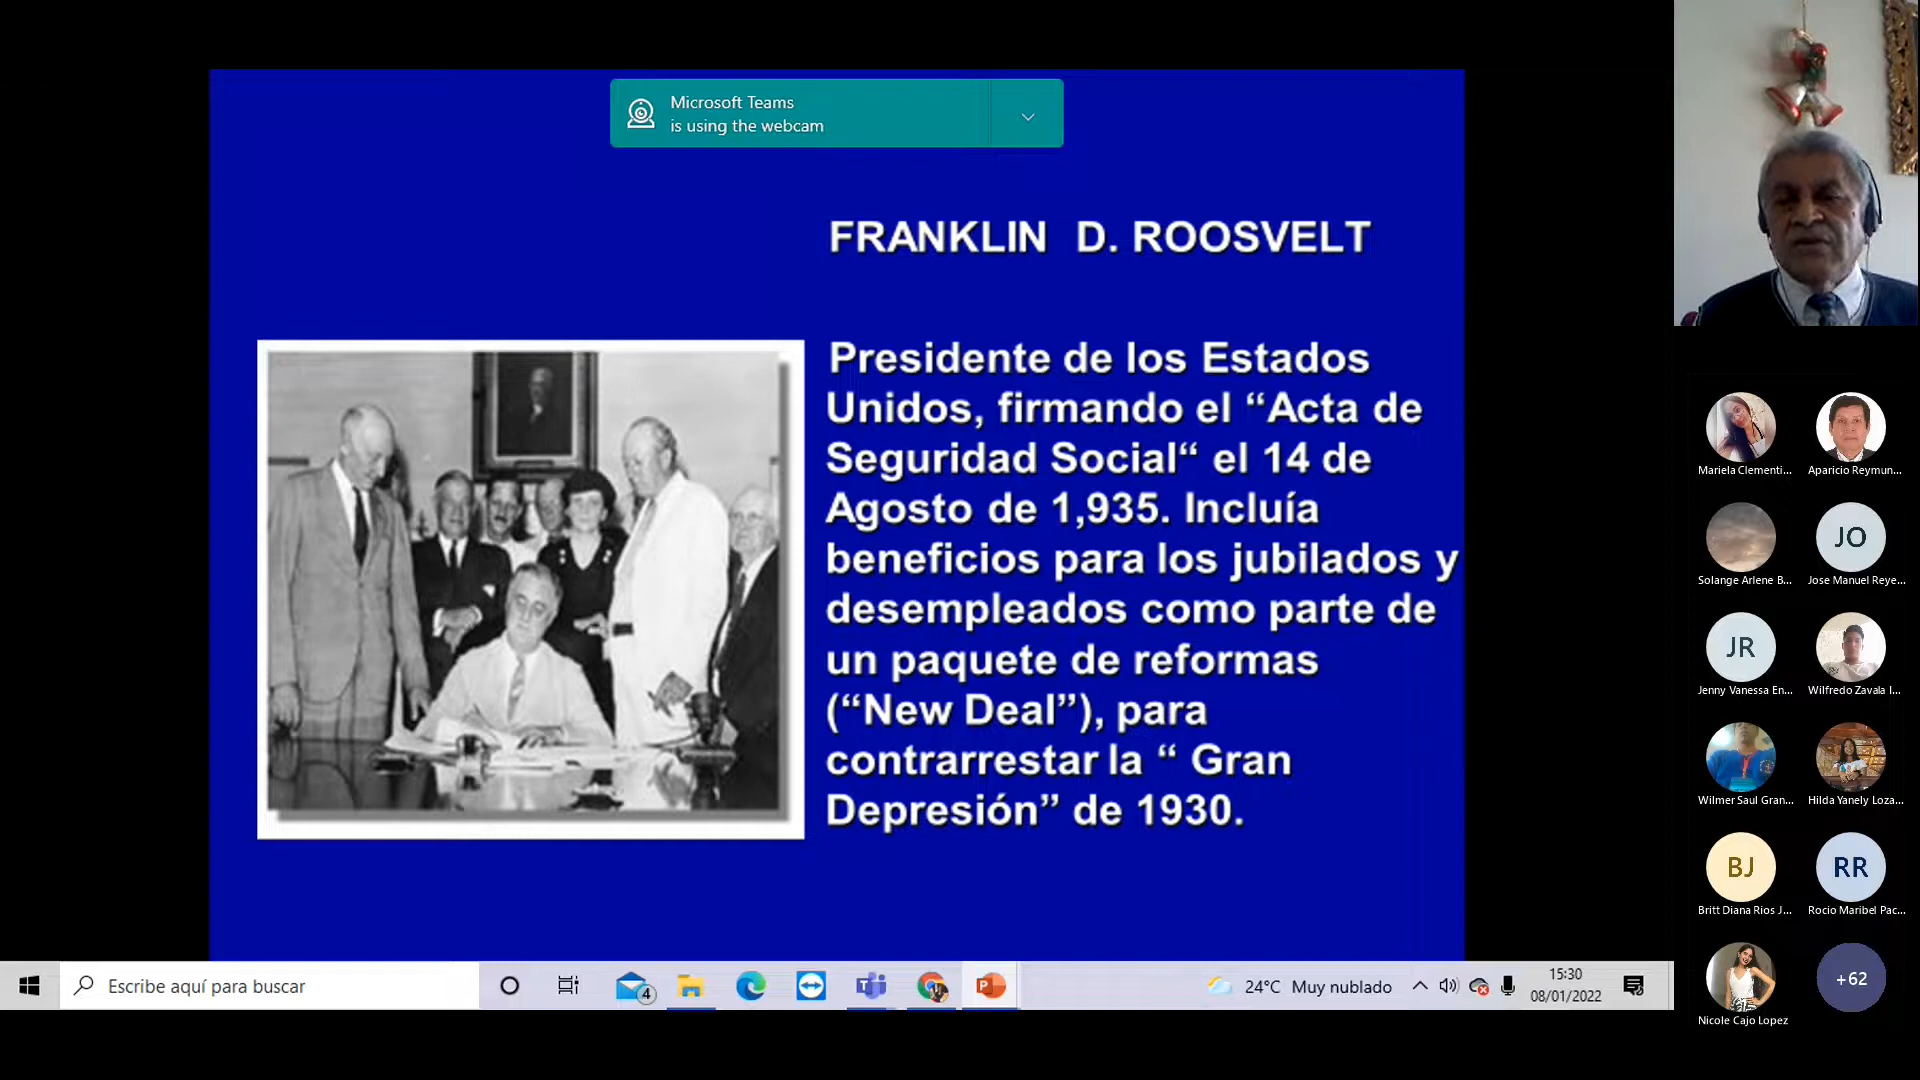 Microsoft Teams
is using the webcam
FRANKLIN D. ROOSVELT
Presidente de los Estados
Unidos, firmando el “Acta de
Seguridad Social“ el 14 de
Agosto de 1,935. Incluía
beneficios para los jubilados y
desempleados como parte de
un paquete de reformas
(“New Deal”), para
contrarrestar la “ Gran
Depresión” de 1930.
Mariela Clementi... Aparicio Reymun...
JO
Solange Arlene B... Jose Manuel Reye...
JR
Jenny Vanessa En... Wilfredo Zavala I...
Wilmer Saul Gran... Hilda Yanely Loza...
BJ RR
Britt Diana Rios J... Rocio Maribel Pac...
+62
Nicole Cajo Lopez
Escribe aquí para buscar
4
24°C Muy nublado
15:30
08/01/2022